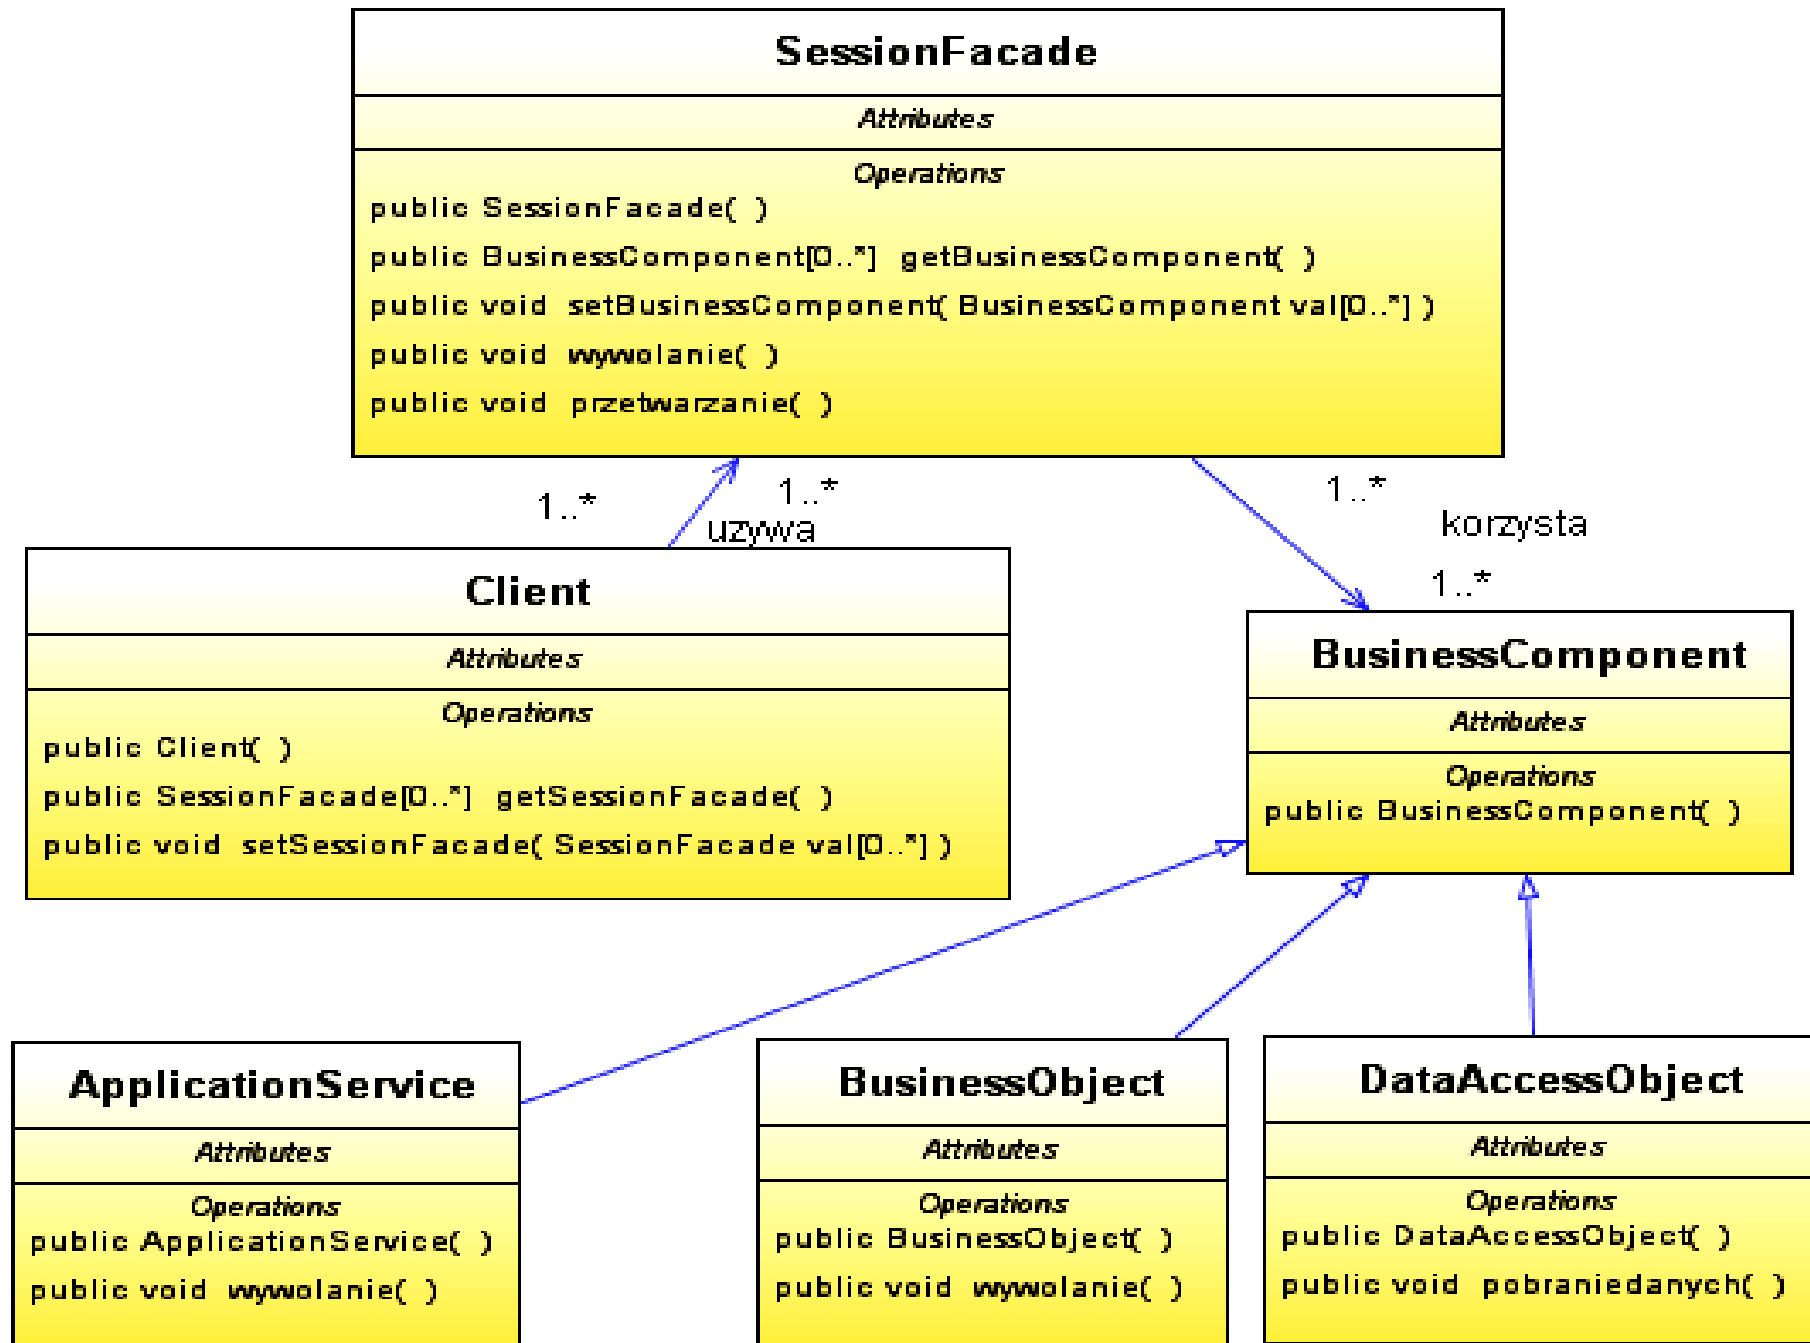 SessionFacade
Attributes
Operations
public SessionFacade( )
public BusinessComponent[0..*] getBusinessComponent( )
public void setBusinessComponent( BusinessComponent val[0..*] )
public void wywolanie( )
public void przetwarzanie( )
1..*
1..*
uzywa
1..*
korzysta
1..*
Client
Attributes
Operations
public Client( )
public SessionFacade[0..*] getSessionFacade( )
public void setSessionFacade( SessionFacade val[0..*] )
BusinessComponent
Attributes
Operations
public BusinessComponent( )
ApplicationService
Attributes
Operations
public ApplicationService( )
public void wywolanie( )
BusinessObject
Attributes
Operations
public BusinessObject( )
public void wywolanie( )
DataAccessObject
Attributes
Operations
public DataAccessObject( )
public void pobraniedanych( )